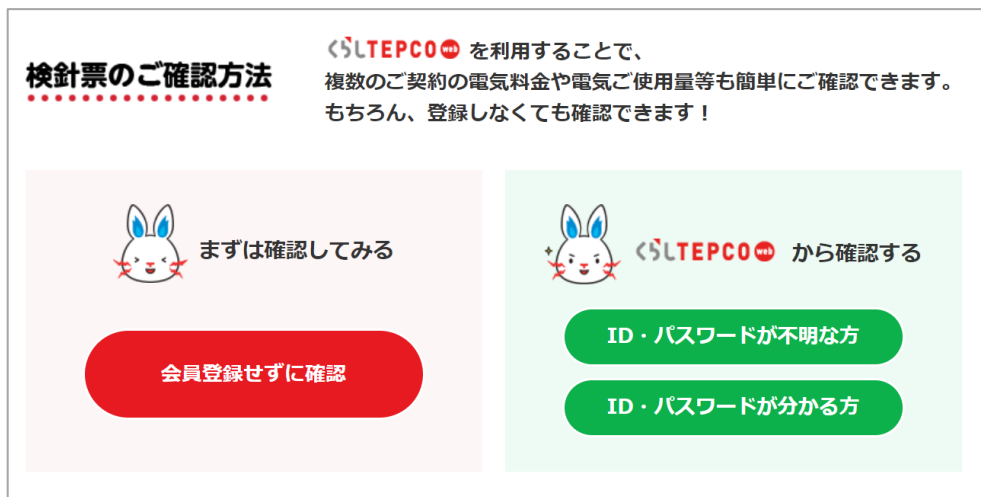 検針票のご確認方法
くらしTEPCO web を利用することで、
複数のご契約の電気料金や電気ご使用量等も簡単にご確認できます。
もちろん、登録しなくても確認できます！
まずは確認してみる
会員登録せずに確認
くらしTEPCO web から確認する
ID・パスワードが不明な方
ID・パスワードが分かる方